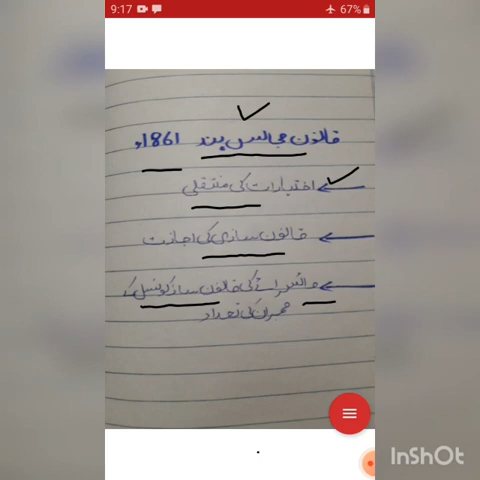 9:17
67%
قانون مجالس ہند 1861ء
اختیارات کی منتقلی
قانون سازی کی اجازت
وائسرائے کی قانون ساز کونسل کے
ممبران کی تعداد
InShOt